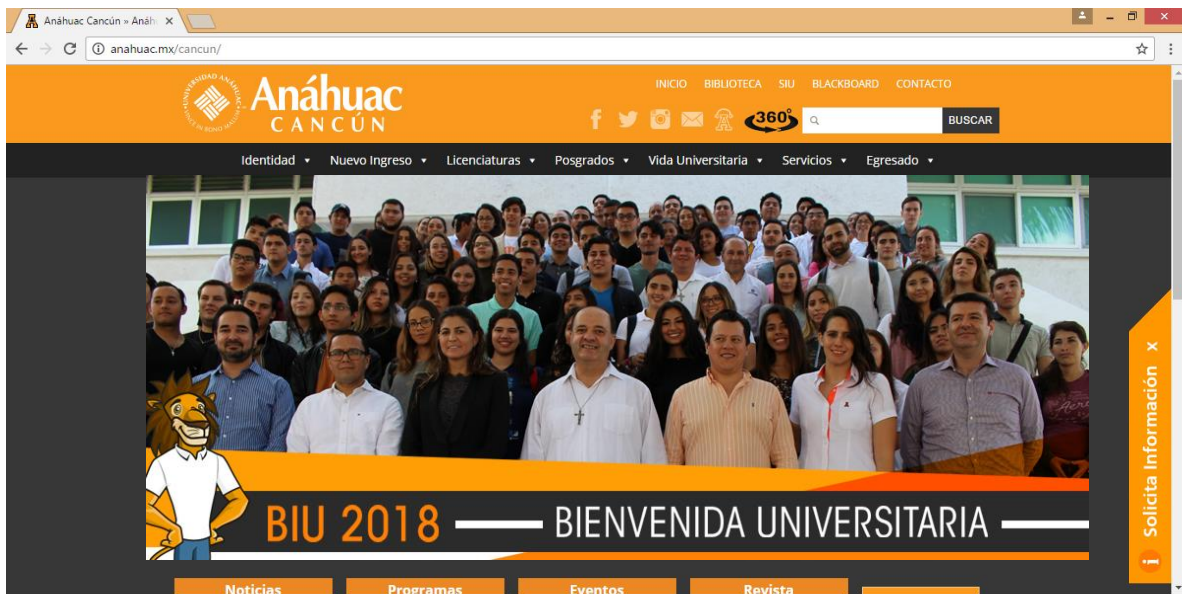 Anáhuac Cancún » Anáh
anahuac.mx/cancun/
Anáhuac
CANCÚN
INICIO BIBLIOTECA SIU BLACKBOARD CONTACTO
360°
BUSCAR
Identidad Nuevo Ingreso Licenciaturas Posgrados Vida Universitaria Servicios Egresado
Solicita Información x
BIU 2018 BIENVENIDA UNIVERSITARIA
Noticias Programas Eventos Revista